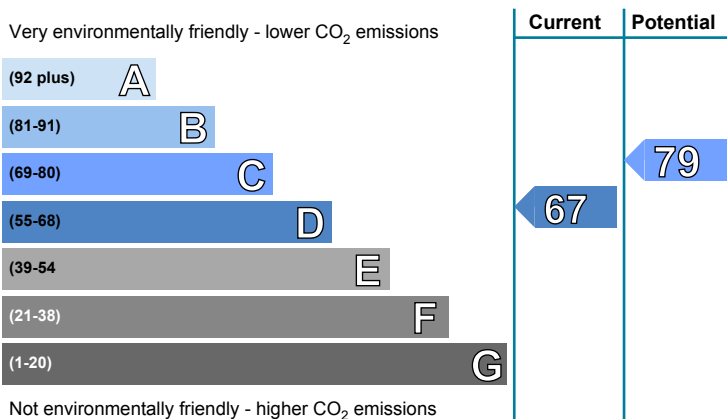 Very environmentally friendly - lower CO2 emissions
Current
Potential
(92 plus) A
(81-91) B
(69-80) C
79
(55-68) D
67
(39-54 E
(21-38) F
(1-20) G
Not environmentally friendly - higher CO2 emissions